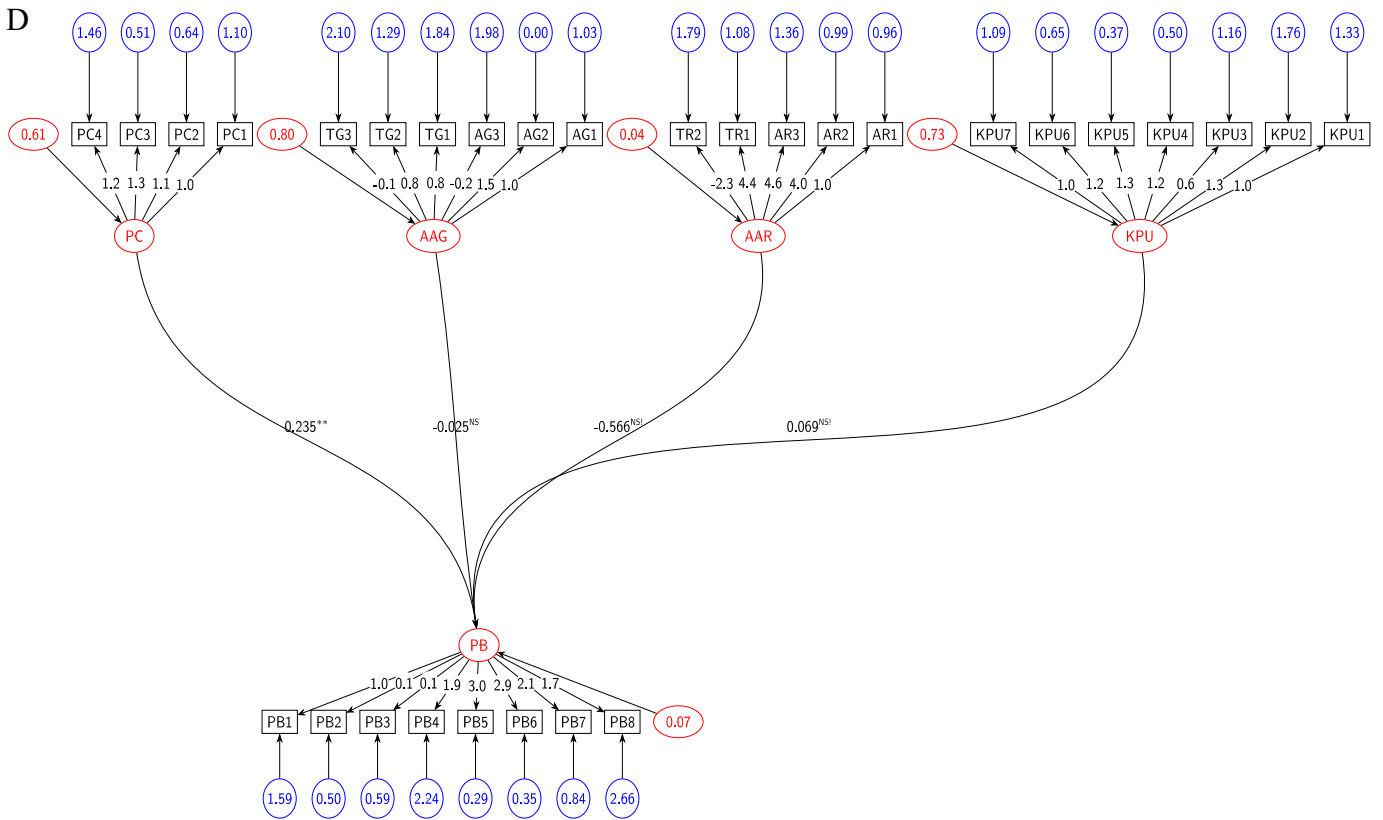 D
1.46 0.51 0.64 1.10 2.10 1.29 1.84 1.98 0.00 1.03 1.79 1.08 1.36 0.99 0.96 1.09 0.65 0.37 0.50 1.16 1.76 1.33
0.61 PC4 PC3 PC2 PC1 0.80 TG3 TG2 TG1 AG3 AG2 AG1 0.04 TR2 TR1 AR3 AR2 AR1 0.73 KPU7 KPU6 KPU5 KPU4 KPU3 KPU2 KPU1
1.2 1.3 1.1 1.0 -0.1 0.8 0.8 -0.2 1.5 1.0 -2.3 4.4 4.6 4.0 1.0 1.0 1.2 1.3 1.2 0.6 1.3 1.0
PC AAG AAR KPU
0.235** -0.025NS -0.566NS! 0.069NS!
PB
1.0 0.1 0.1 1.9 3.0 2.9 2.1 1.7
PB1 PB2 PB3 PB4 PB5 PB6 PB7 PB8 0.07
1.59 0.50 0.59 2.24 0.29 0.35 0.84 2.66